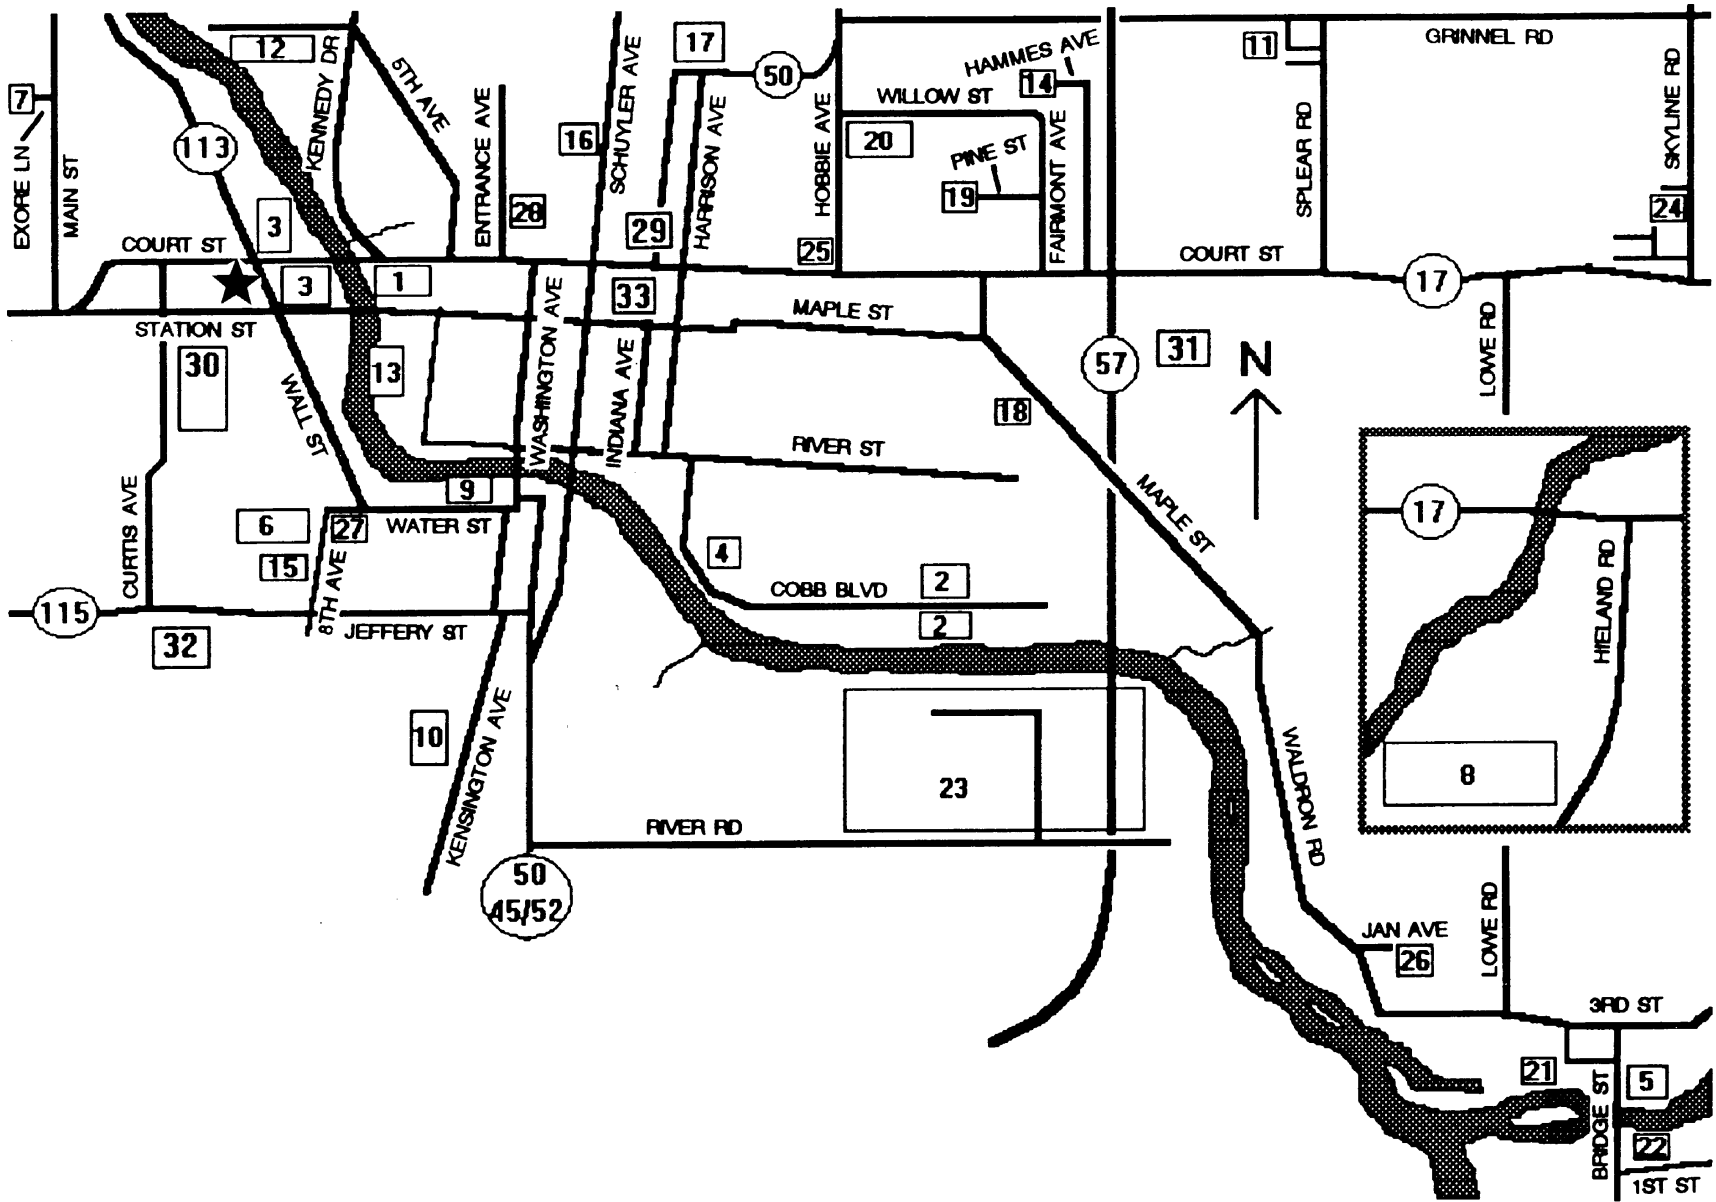 GRINNEL RD
12
KENNEDY DR
5TH AVE
17
50
HAMMES AVE
14
11
SKYLINE RD
7
EXORE LN
MAIN ST
113
ENTRANCE AVE
16
SCHUYLER AVE
HARRISON AVE
HOBBIE AVE
WILLOW ST
20
PINE ST
19
FAIRMONT AVE
SPLEAR RD
24
3
28
29
25
COURT ST
COURT ST
3
1
33
17
STATION ST
MAPLE ST
LOWE RD
30
13
WALL ST
WASHINGTON AVE
INDIANA AVE
57
31
N
18
RIVER ST
CURTIS AVE
9
6
27
WATER ST
MAPLE ST
17
HIELAND RD
15
8TH AVE
4
COBB BLVD
2
2
115
JEFFERY ST
32
10
KENSINGTON AVE
23
WALDRON RD
8
RIVER RD
50
45/52
JAN AVE
26
LOWE RD
3RD ST
21
BRIDGE ST
5
22
1ST ST